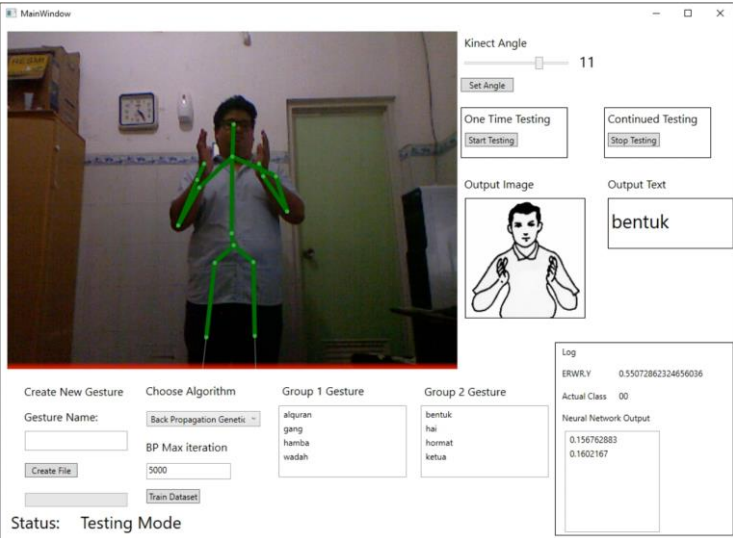 MainWindow
Kinect Angle
11
Set Angle
One Time Testing
Start Testing
Continued Testing
Stop Testing
Output Image
Output Text
bentuk
Create New Gesture
Gesture Name:
Create File
Choose Algorithm
Back Propagation Genetic
BP Max iteration
5000
Train Dataset
Group 1 Gesture
alquran
gang
hamba
wadah
Group 2 Gesture
bentuk
hai
hormat
ketua
Log
ERWR.Y 0.55072862324656036
Actual Class 00
Neural Network Output
0.156762883
0.1602167
Status: Testing Mode